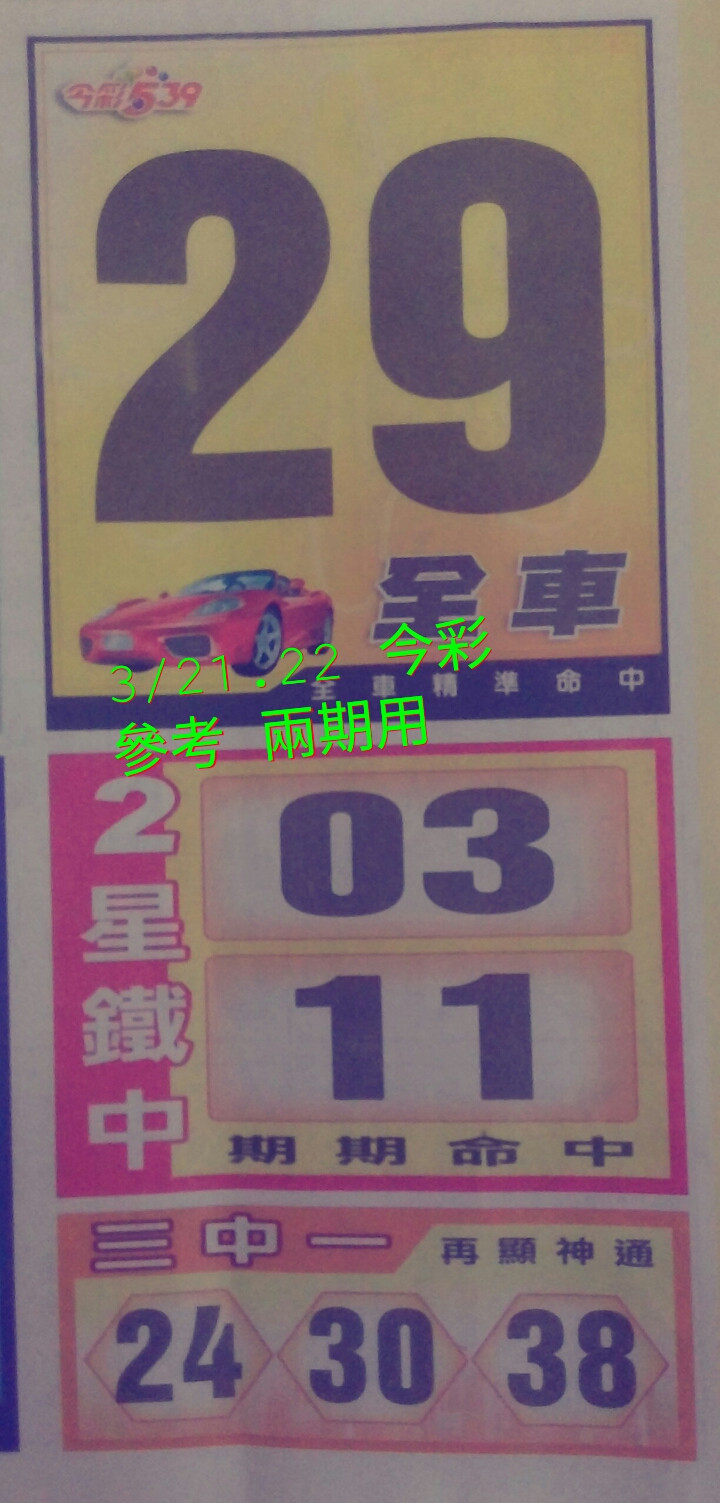 今彩539
29
全車
3/21.22 今彩
全車精準命中
參考 兩期用
2星鐵中
03
11
期期命中
三中一
再顯神通
24 30 38